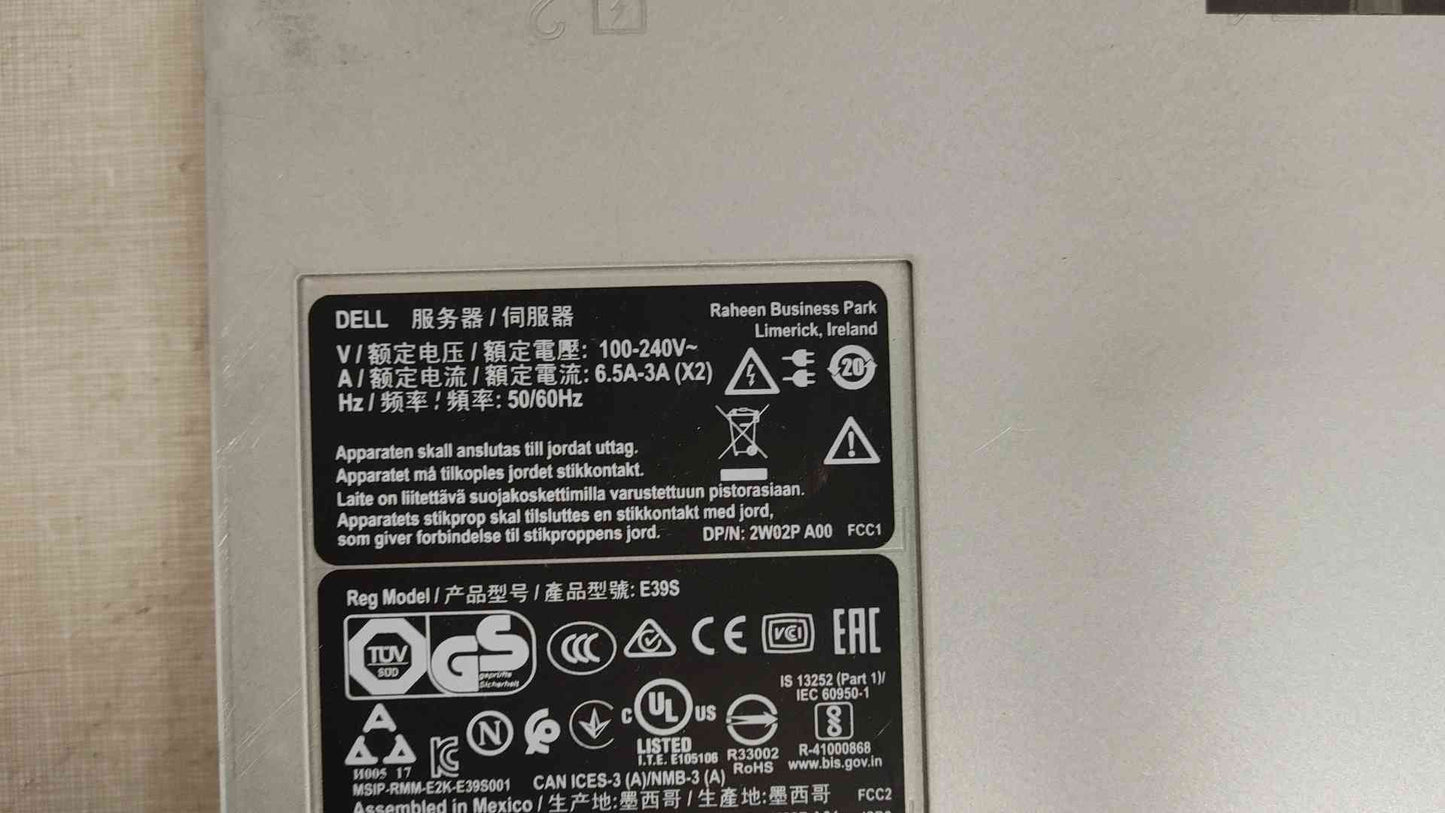 DELL 服务器 / 伺服器
Raheen Business Park
Limerick, Ireland
V / 额定电压 / 額定電壓: 100-240V~
A / 额定电流 / 額定電流: 6.5A-3A (X2)
Hz / 频率 / 頻率: 50/60Hz
20
Apparaten skall anslutas till jordat uttag.
Apparatet må tilkoples jordet stikkontakt.
Laite on liitettävä suojakoskettimilla varustettuun pistorasiaan.
Apparatets stikprop skal tilsluttes en stikkontakt med jord,
som giver forbindelse til stikproppens jord.
DP/N: 2W02P A00 FCC1
Reg Model / 产品型号 / 產品型號: E39S
TÜV
SÜD
GS
geprüfte
Sicherheit
CCC
CE
VCCI
EAC
IS 13252 (Part 1)/
IEC 60950-1
R-41000868
www.bis.gov.in
N
C UL US
LISTED
I.T.E. E105106
R33002
RoHS
И005 17
MSIP-RMM-E2K-E39S001
CAN ICES-3 (A)/NMB-3 (A)
Assembled in Mexico / 生产地:墨西哥 / 生產地:墨西哥
FCC2